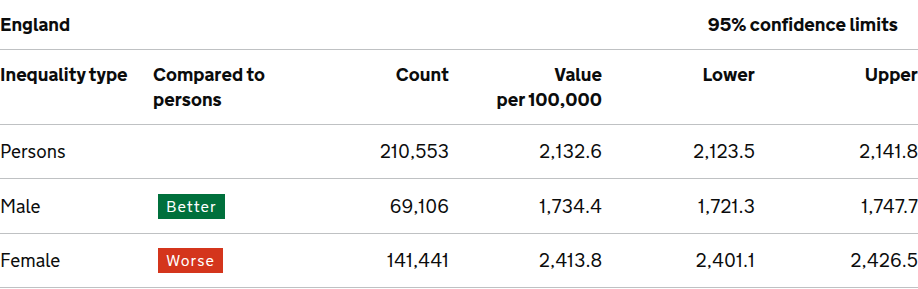 England 95% confidence limits
Inequality type Compared to persons Count Value per 100,000 Lower Upper
Persons 210,553 2,132.6 2,123.5 2,141.8
Male Better 69,106 1,734.4 1,721.3 1,747.7
Female Worse 141,441 2,413.8 2,401.1 2,426.5